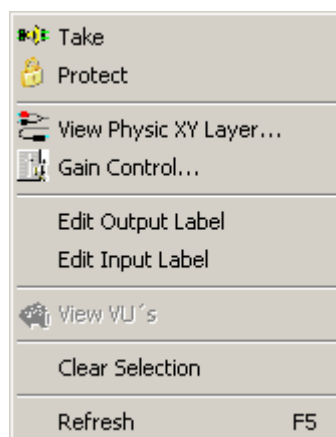 Take
Protect
View Physic XY Layer...
Gain Control...
Edit Output Label
Edit Input Label
View VU´s
Clear Selection
Refresh F5